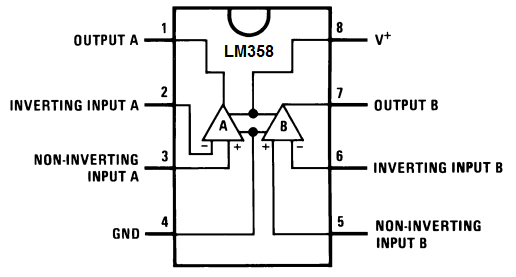 LM358
1
OUTPUT A
2
INVERTING INPUT A
3
NON-INVERTING
INPUT A
4
GND
8
V+
7
OUTPUT B
6
INVERTING INPUT B
5
NON-INVERTING
INPUT B
A
B
- +
+ -